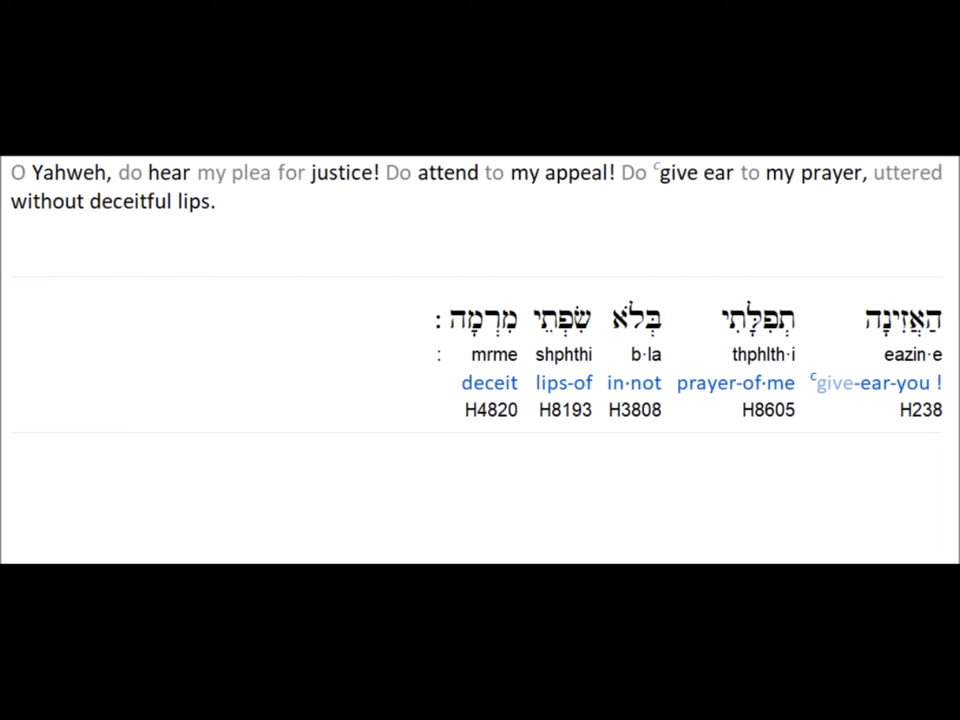 O Yahweh, do hear my plea for justice! Do attend to my appeal! Do ᶜgive ear to my prayer, uttered
without deceitful lips.
הַאֲזִינָה תְפִלָּתִי בְּלֹא שִׂפְתֵי מִרְמָה :
: mrme shphthi b·la thphlth·i eazin·e
deceit lips-of in·not prayer-of·me ᶜgive-ear-you !
H4820 H8193 H3808 H8605 H238